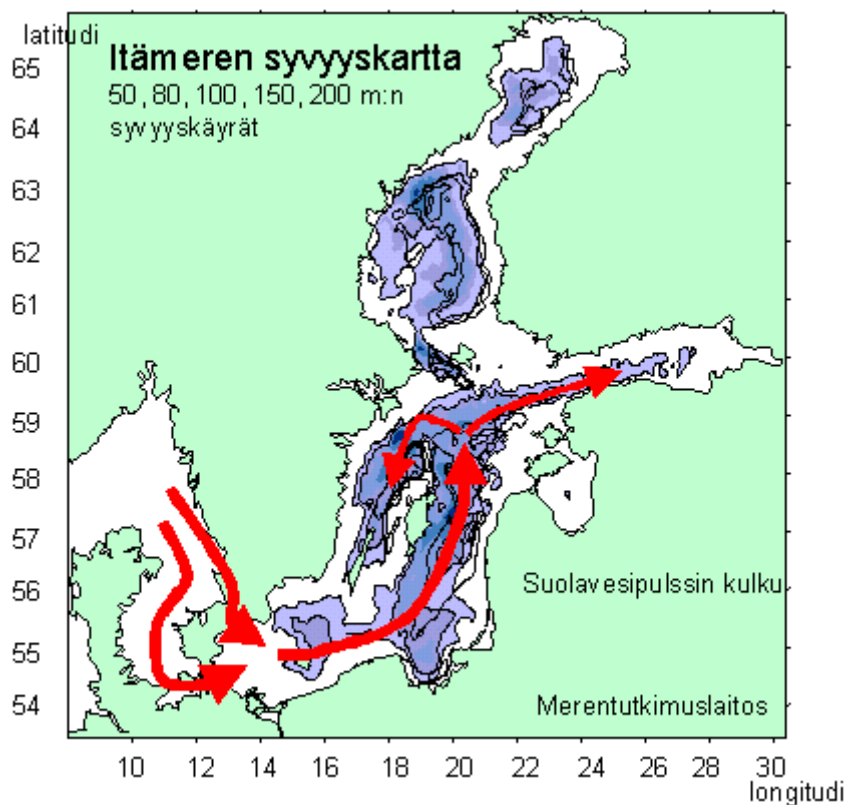 latitudi
Itämeren syvyyskartta
50, 80, 100, 150, 200 m:n
syvyyskäyrät
65
64
63
62
61
60
59
58
57
56
55
54
Suolavesipulssin kulku
Merentutkimuslaitos
10 12 14 16 18 20 22 24 26 28 30
longitudi